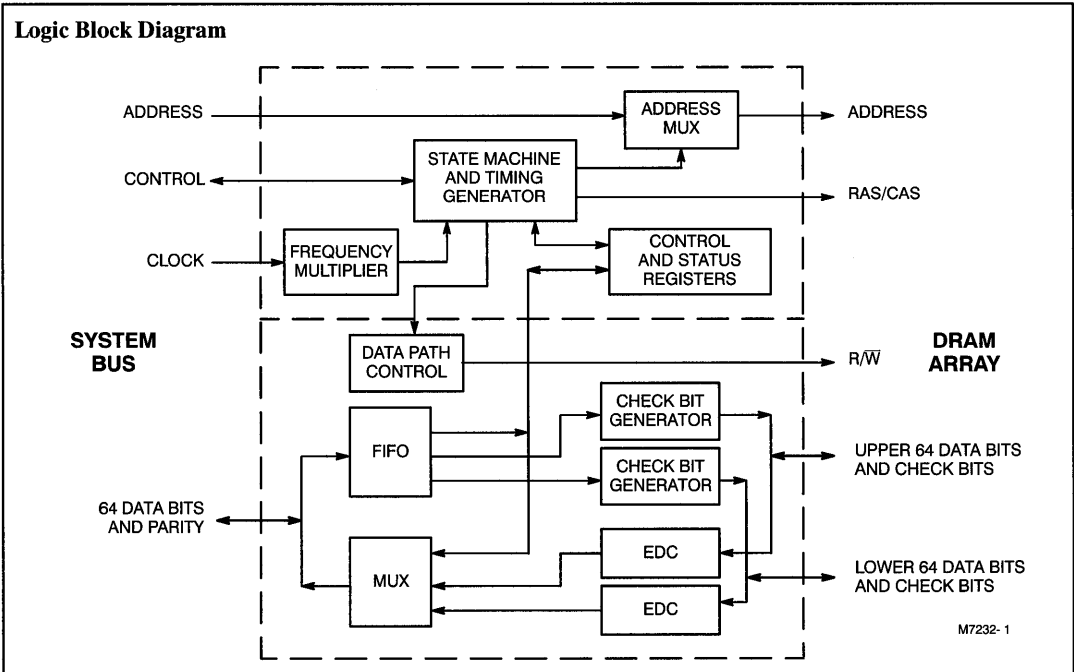 Logic Block Diagram
ADDRESS
ADDRESS
MUX
ADDRESS
STATE MACHINE
AND TIMING
GENERATOR
CONTROL
RAS/CAS
CLOCK
FREQUENCY
MULTIPLIER
CONTROL
AND STATUS
REGISTERS
SYSTEM
BUS
DATA PATH
CONTROL
R/W̅
DRAM
ARRAY
FIFO
CHECK BIT
GENERATOR
CHECK BIT
GENERATOR
UPPER 64 DATA BITS
AND CHECK BITS
64 DATA BITS
AND PARITY
MUX
EDC
EDC
LOWER 64 DATA BITS
AND CHECK BITS
M7232- 1